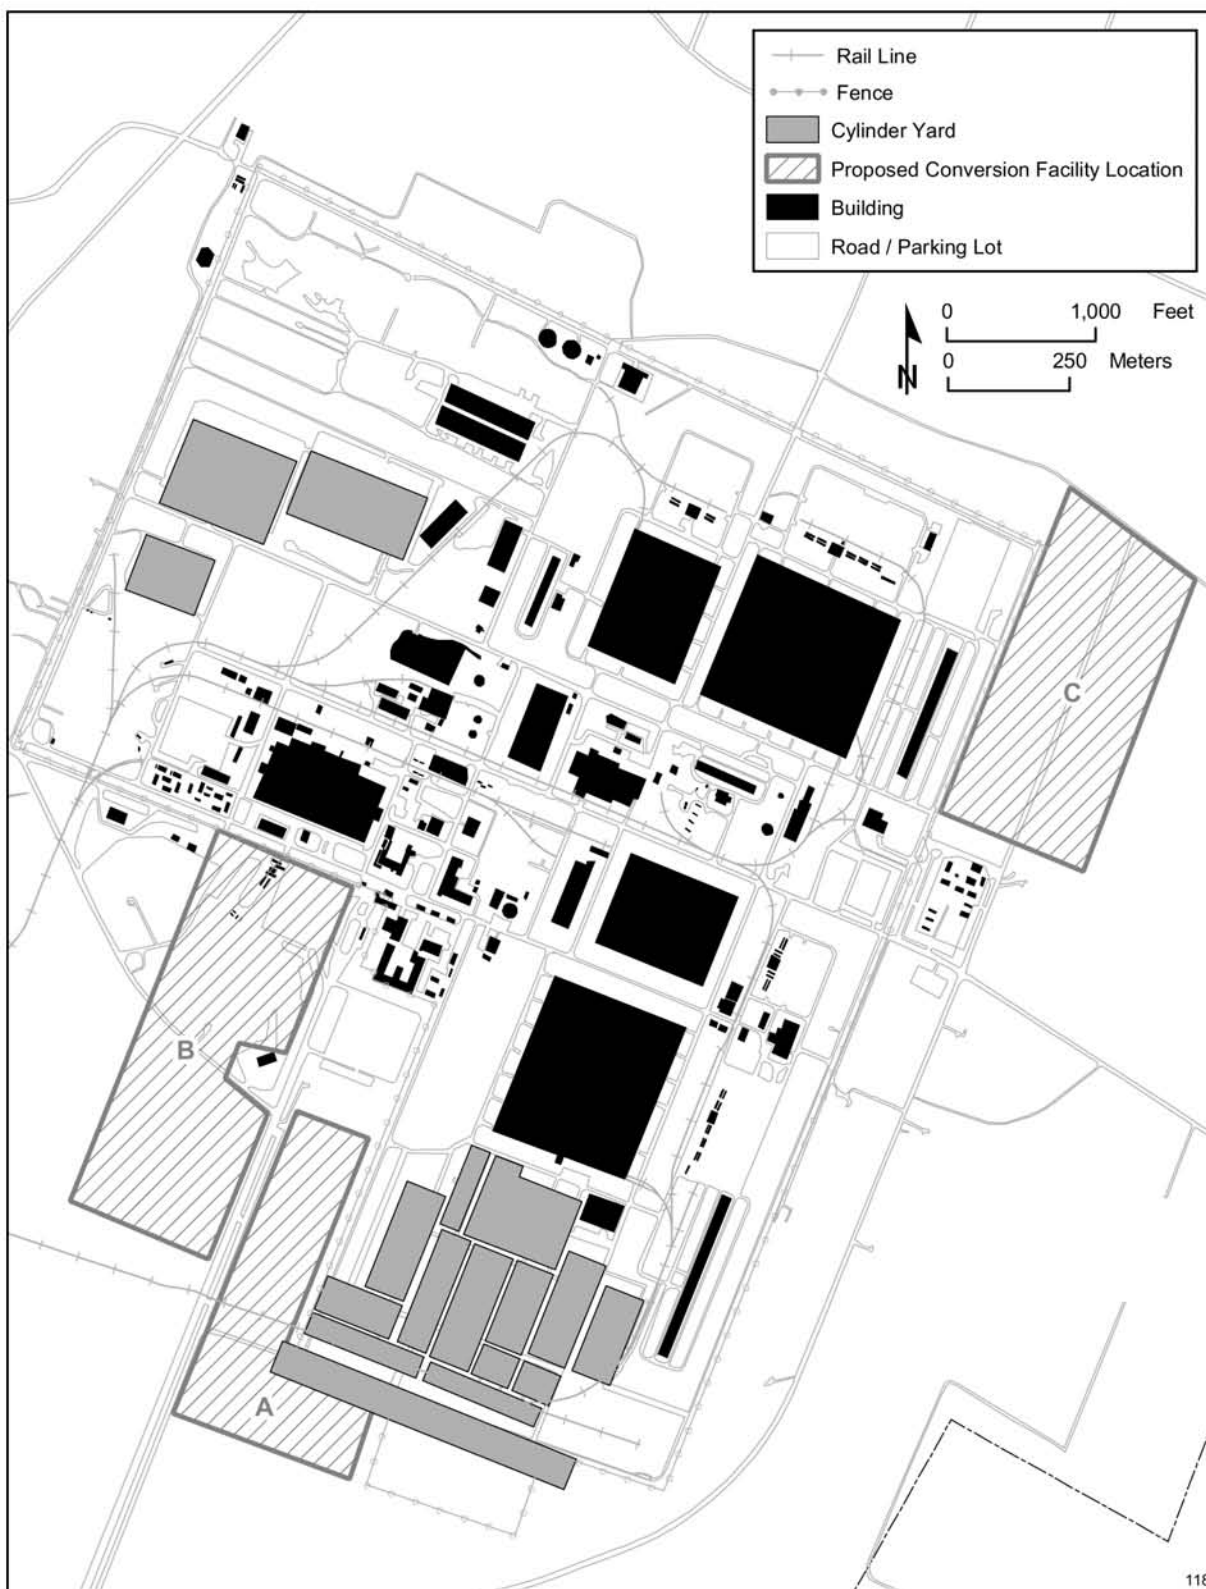 Rail Line
Fence
Cylinder Yard
Proposed Conversion Facility Location
Building
Road / Parking Lot
0 1,000 Feet
0 250 Meters
N
C
B
A
118